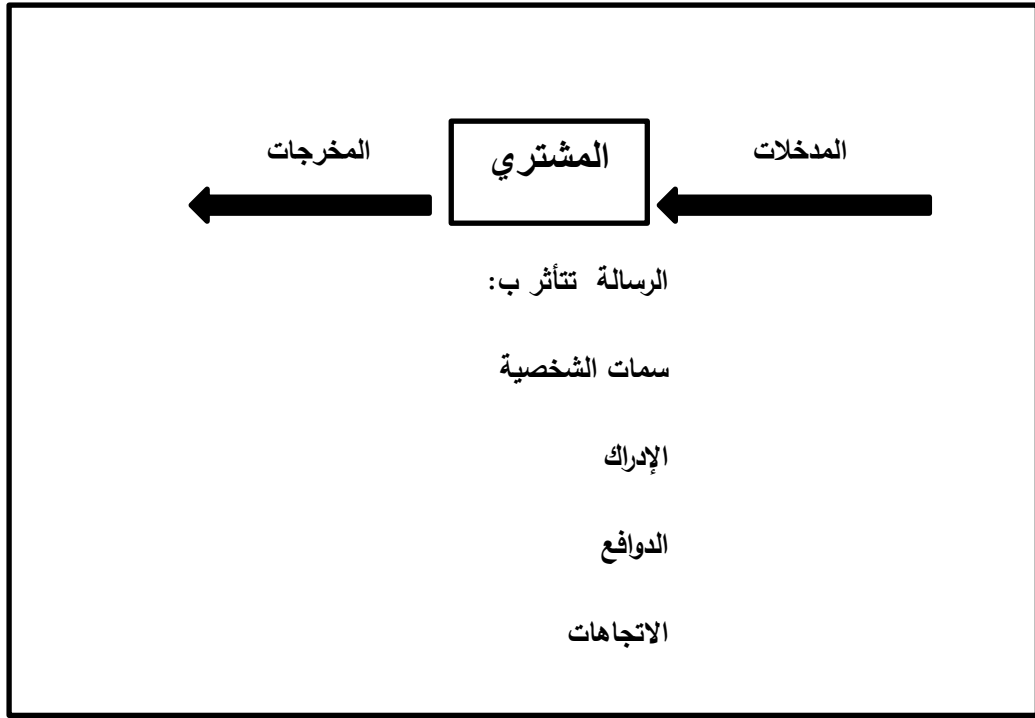 المدخلات
المشتري
المخرجات
الرسالة تتأثر ب:
سمات الشخصية
الإدراك
الدوافع
الاتجاهات